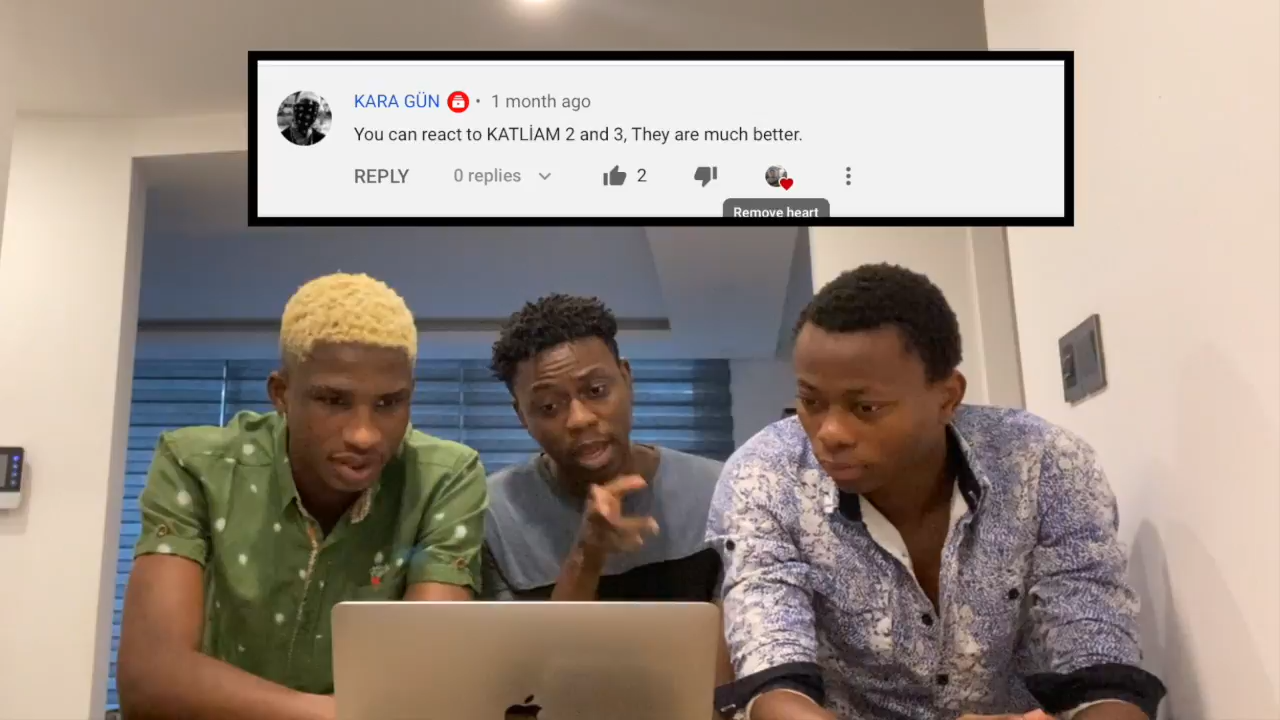 KARA GÜN • 1 month ago
You can react to KATLİAM 2 and 3, They are much better.
REPLY 0 replies 2
Remove heart